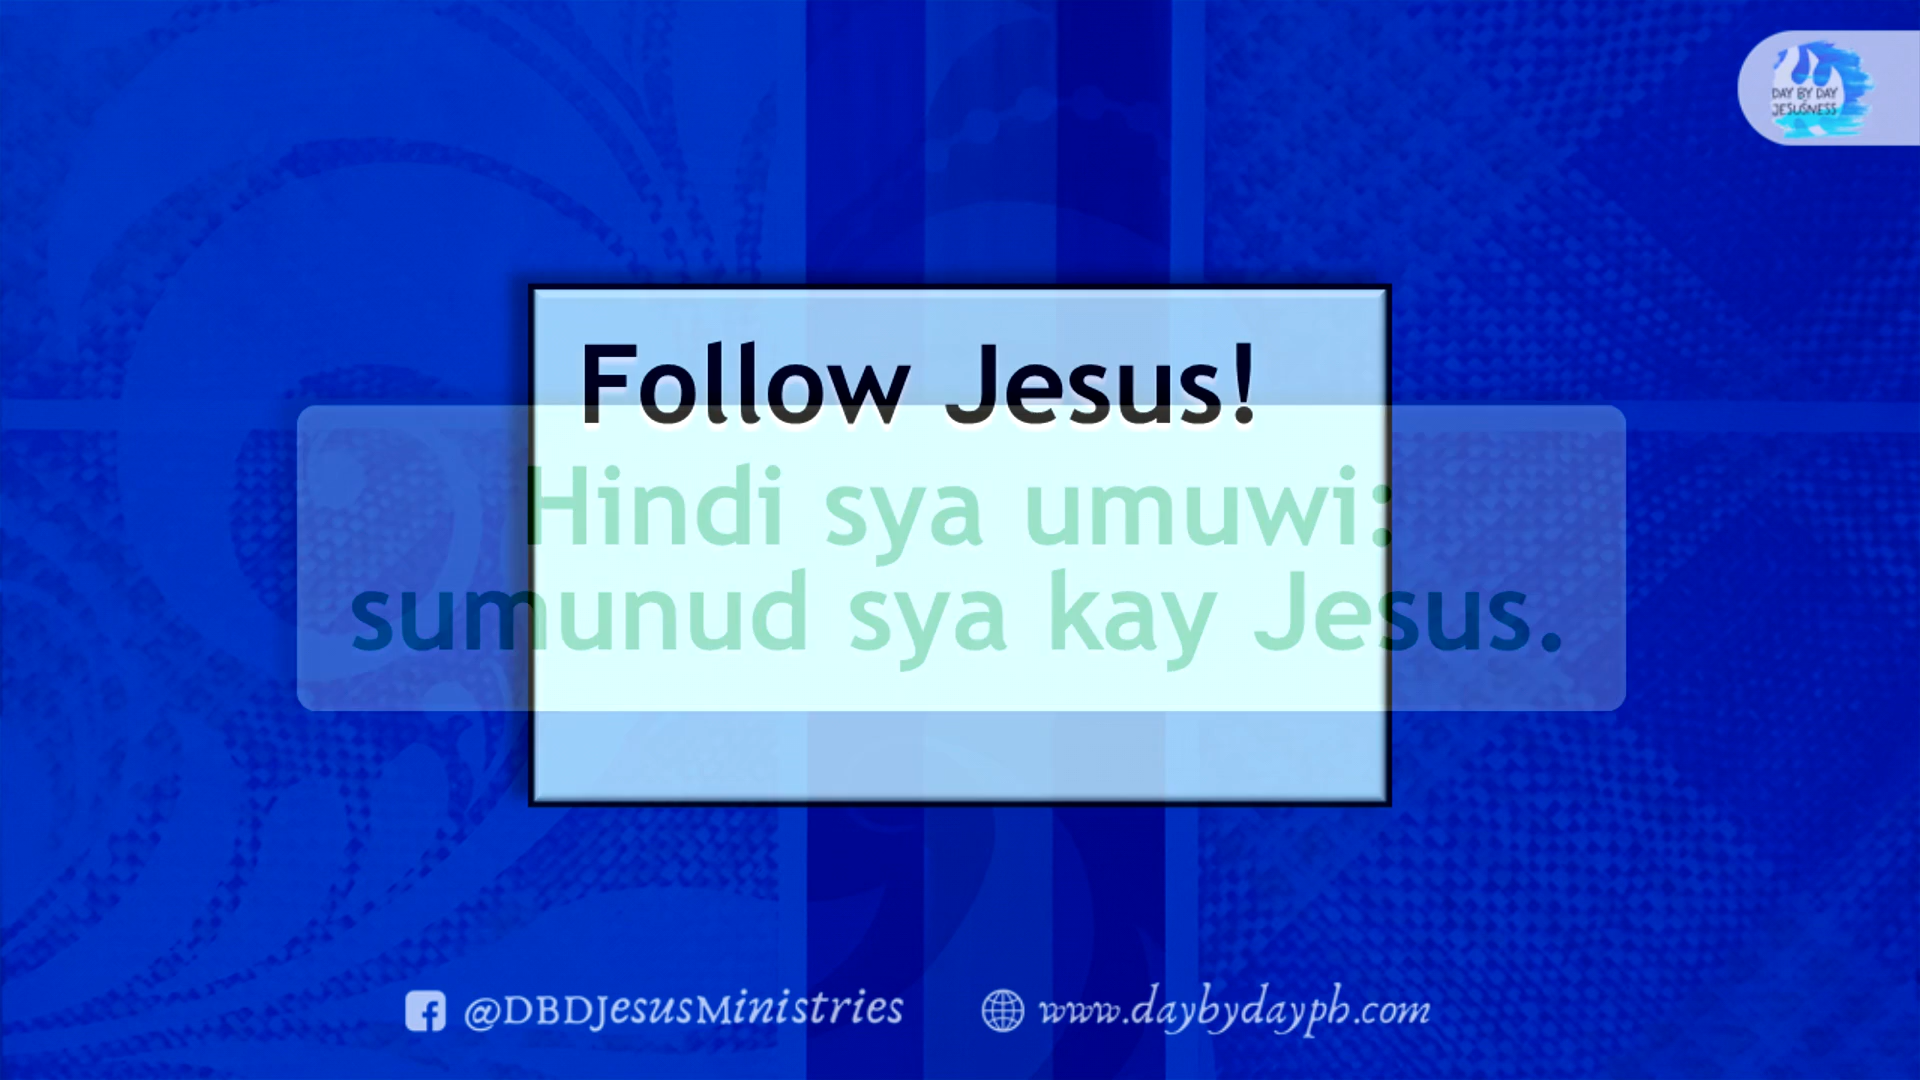 DAY BY DAY
JESUSNESS
Follow Jesus!
Hindi sya umuwi:
sumunud sya kay Jesus.
@DBDJesusMinistries
www.daybydayph.com